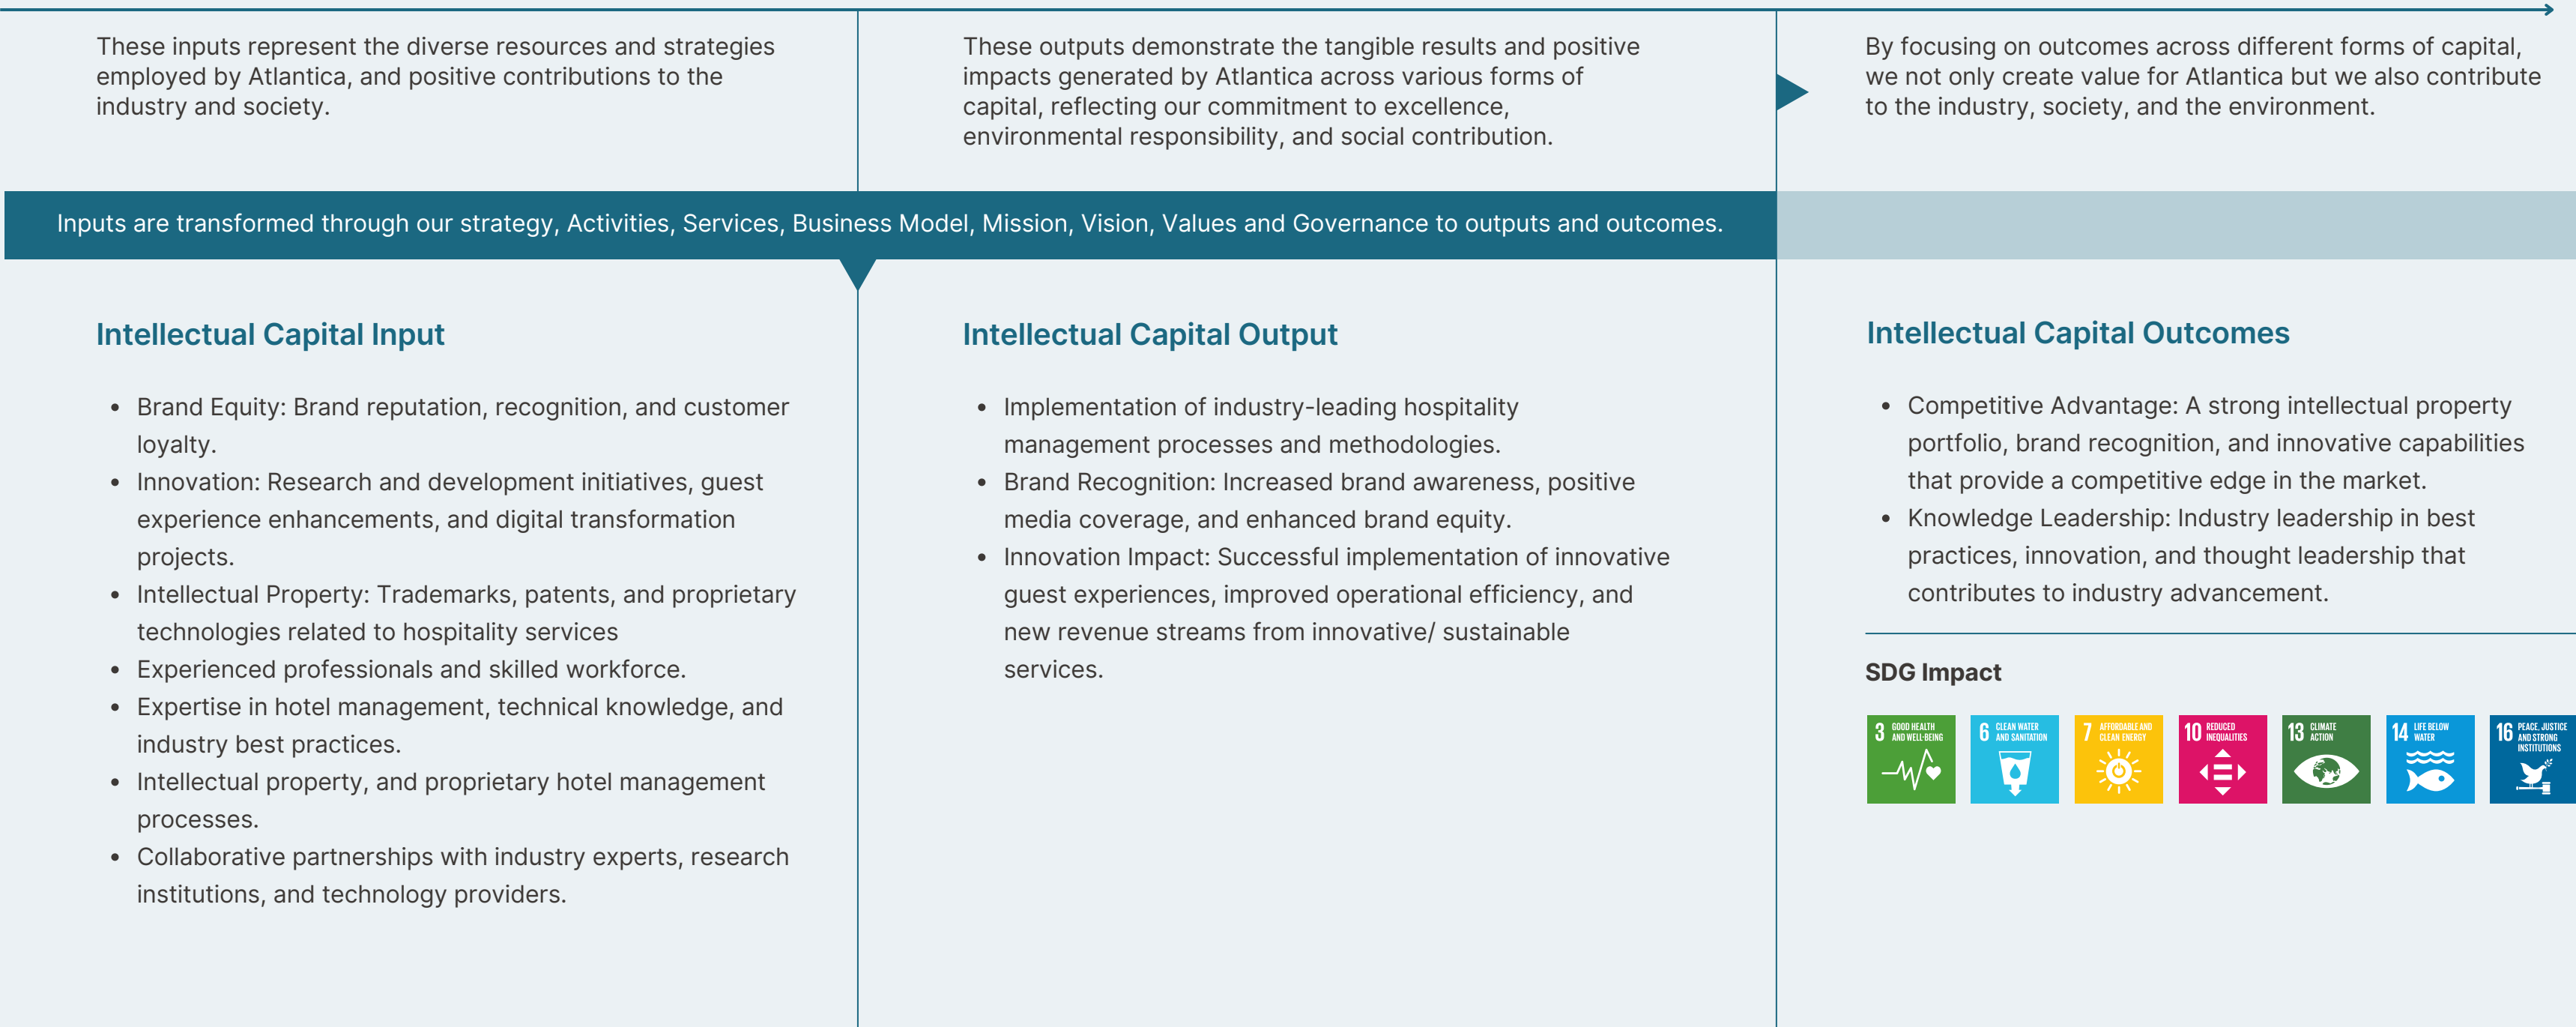 These inputs represent the diverse resources and strategies
employed by Atlantica, and positive contributions to the
industry and society.
These outputs demonstrate the tangible results and positive
impacts generated by Atlantica across various forms of
capital, reflecting our commitment to excellence,
environmental responsibility, and social contribution.
By focusing on outcomes across different forms of capital,
we not only create value for Atlantica but we also contribute
to the industry, society, and the environment.
Inputs are transformed through our strategy, Activities, Services, Business Model, Mission, Vision, Values and Governance to outputs and outcomes.
Intellectual Capital Input
• Brand Equity: Brand reputation, recognition, and customer
loyalty.
• Innovation: Research and development initiatives, guest
experience enhancements, and digital transformation
projects.
• Intellectual Property: Trademarks, patents, and proprietary
technologies related to hospitality services
• Experienced professionals and skilled workforce.
• Expertise in hotel management, technical knowledge, and
industry best practices.
• Intellectual property, and proprietary hotel management
processes.
• Collaborative partnerships with industry experts, research
institutions, and technology providers.
Intellectual Capital Output
• Implementation of industry-leading hospitality
management processes and methodologies.
• Brand Recognition: Increased brand awareness, positive
media coverage, and enhanced brand equity.
• Innovation Impact: Successful implementation of innovative
guest experiences, improved operational efficiency, and
new revenue streams from innovative/ sustainable
services.
Intellectual Capital Outcomes
• Competitive Advantage: A strong intellectual property
portfolio, brand recognition, and innovative capabilities
that provide a competitive edge in the market.
• Knowledge Leadership: Industry leadership in best
practices, innovation, and thought leadership that
contributes to industry advancement.
SDG Impact
3 GOOD HEALTH
AND WELL-BEING
6 CLEAN WATER
AND SANITATION
7 AFFORDABLE AND
CLEAN ENERGY
10 REDUCED
INEQUALITIES
13 CLIMATE
ACTION
14 LIFE BELOW
WATER
16 PEACE, JUSTICE
AND STRONG
INSTITUTIONS